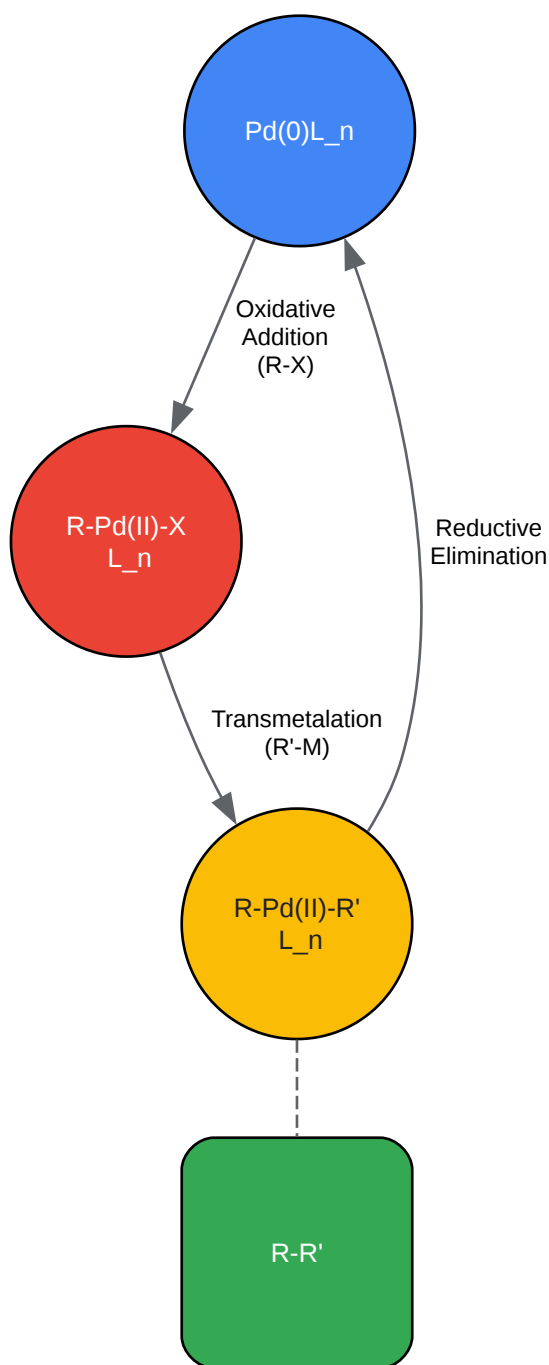 Pd(0)L_n
Oxidative
Addition
(R-X)
R-Pd(II)-X
L_n
Reductive
Elimination
Transmetalation
(R'-M)
R-Pd(II)-R'
L_n
R-R'